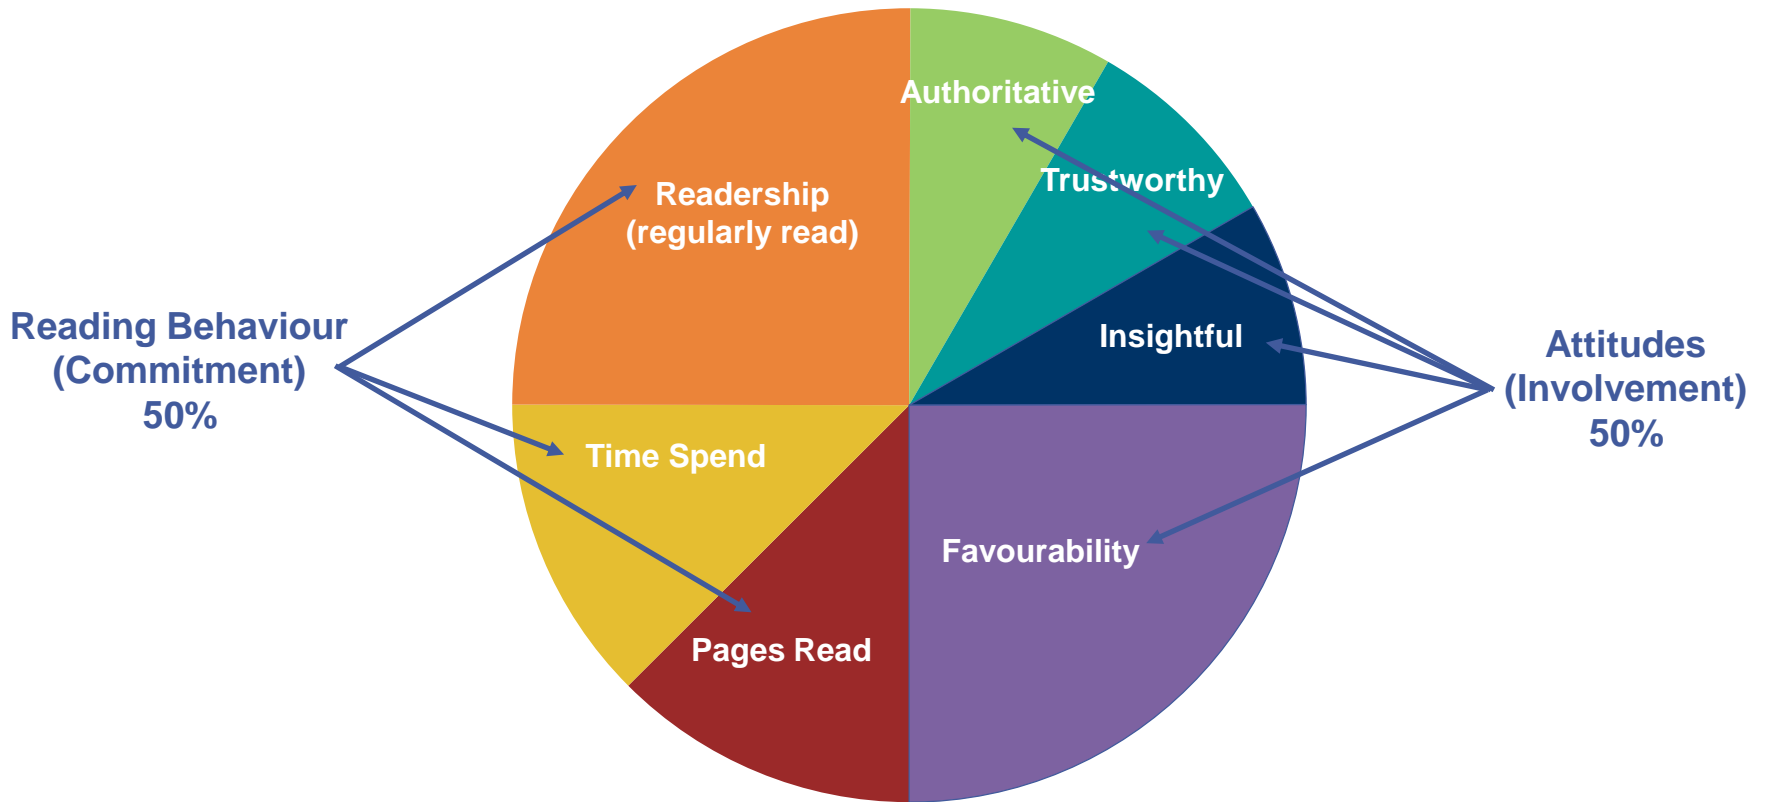 Authoritative
Trustworthy
Readership
(regularly read)
Reading Behaviour
(Commitment)
50%
Insightful
Attitudes
(Involvement)
50%
Time Spend
Favourability
Pages Read